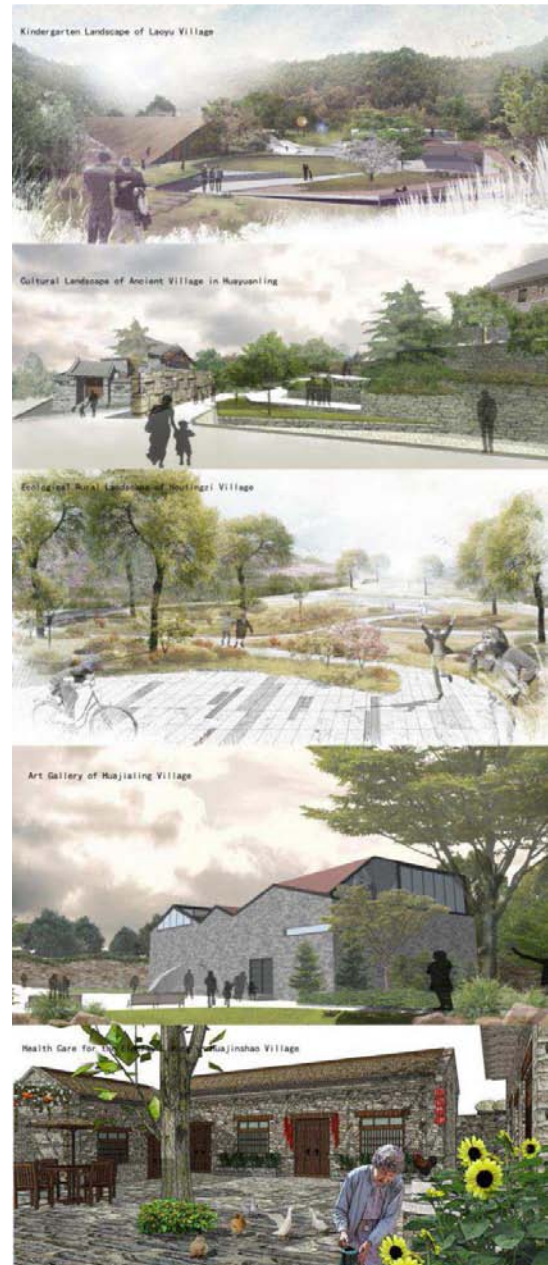 Kindergarten Landscape of Laoyu Village
Cultural Landscape of Ancient Village in Huayuanling
Ecological Rural Landscape of Houtingzi Village
Art Gallery of Huajialing Village
Health Care for the Huajinshao Village